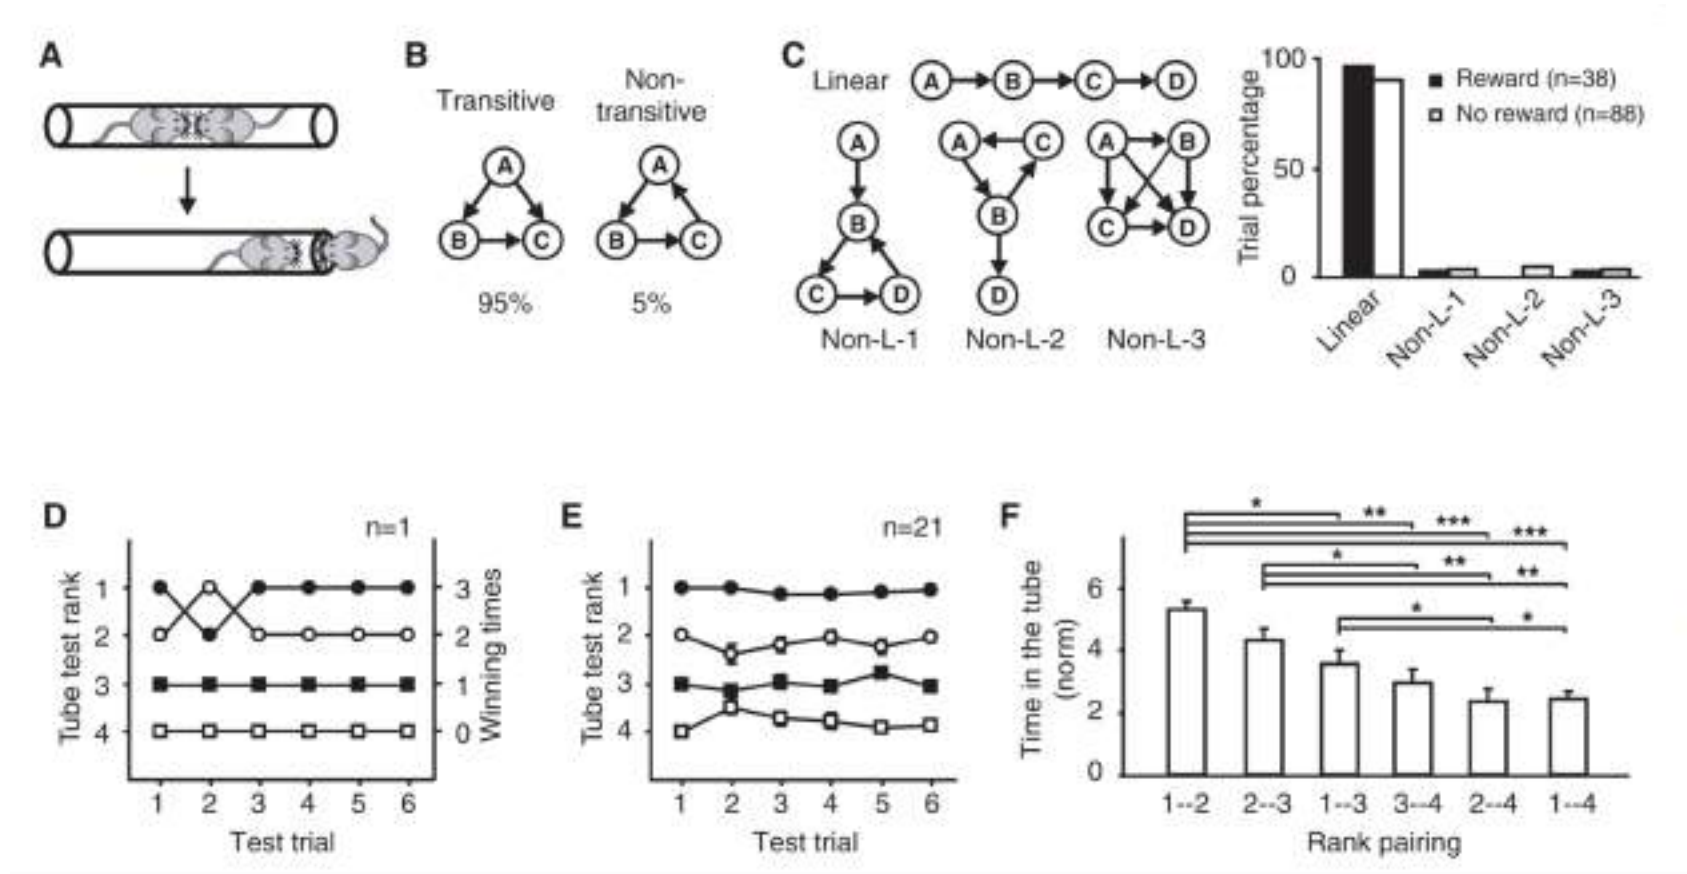 A
B
Transitive
Non-
transitive
A
B
C
A
B
C
95%
5%
C
Linear
A
B
C
D
A
B
C
D
Non-L-1
A
C
B
D
Non-L-2
A
B
C
D
Non-L-3
Trial percentage
100
50
0
Reward (n=38)
No reward (n=88)
Linear
Non-L-1
Non-L-2
Non-L-3
D
n=1
Tube test rank
1
2
3
4
3
2
1
0
Winning times
1 2 3 4 5 6
Test trial
E
n=21
Tube test rank
1
2
3
4
1 2 3 4 5 6
Test trial
F
*
**
***
***
*
**
**
*
*
Time in the tube
(norm)
6
4
2
0
1--2 2--3 1--3 3--4 2--4 1--4
Rank pairing